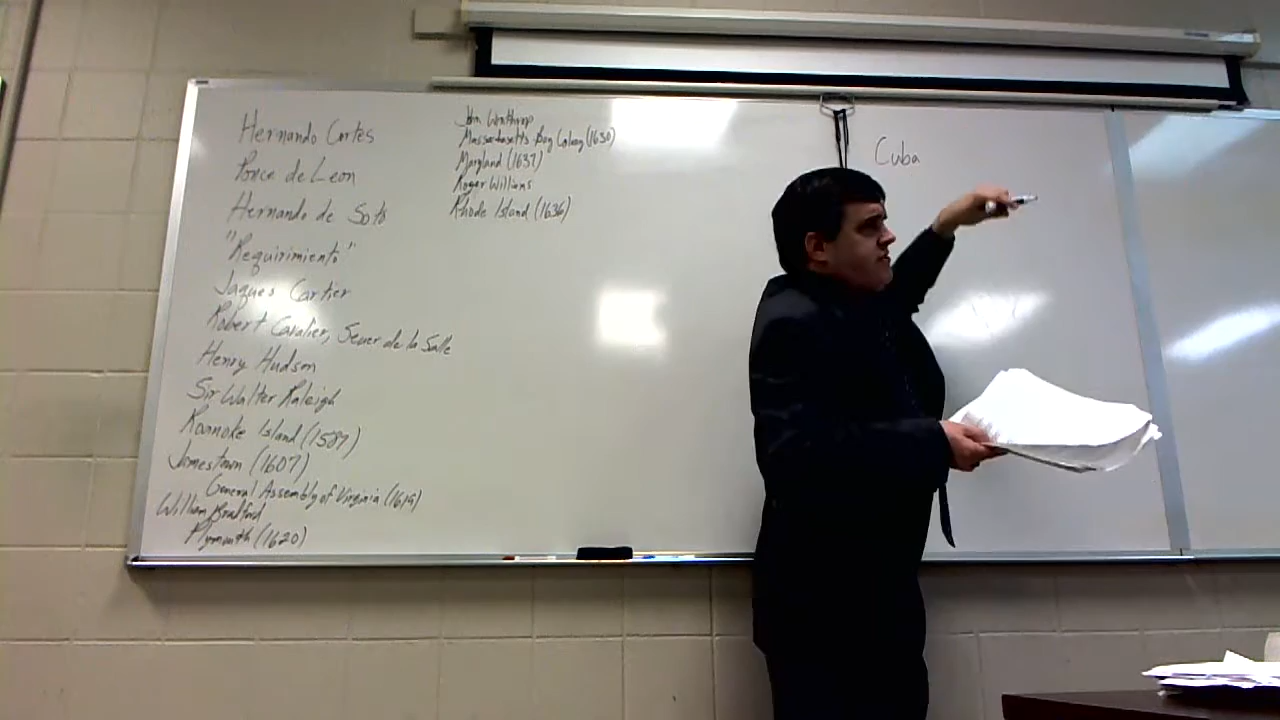 Hernando Cortes
Ponce de Leon
Hernando de Soto
"Requirimiento"
Jaques Cartier
Robert Cavalier, Seuer de la Salle
Henry Hudson
Sir Walter Raleigh
Roanoke Island (1587)
Jamestown (1607)
General Assembly of Virginia (1619)
William Bradford
Plymouth (1620)
John Winthrop
Massachusetts Bay Colony (1630)
Maryland (1637)
Roger Williams
Rhode Island (1636)
Cuba